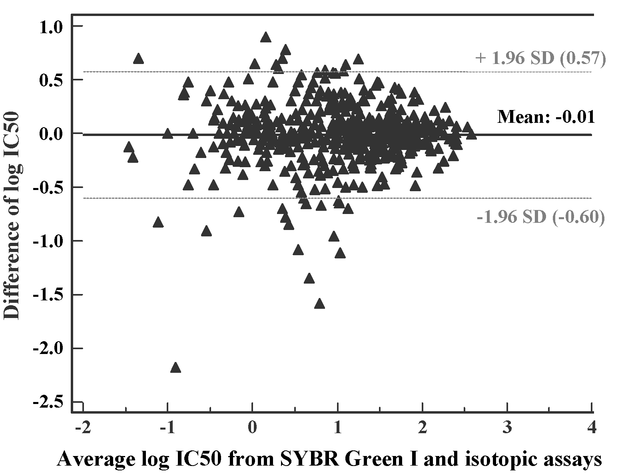 Difference of log IC50
1.0
0.5
0.0
-0.5
-1.0
-1.5
-2.0
-2.5
+ 1.96 SD (0.57)
Mean: -0.01
-1.96 SD (-0.60)
-2 -1 0 1 2 3 4
Average log IC50 from SYBR Green I and isotopic assays